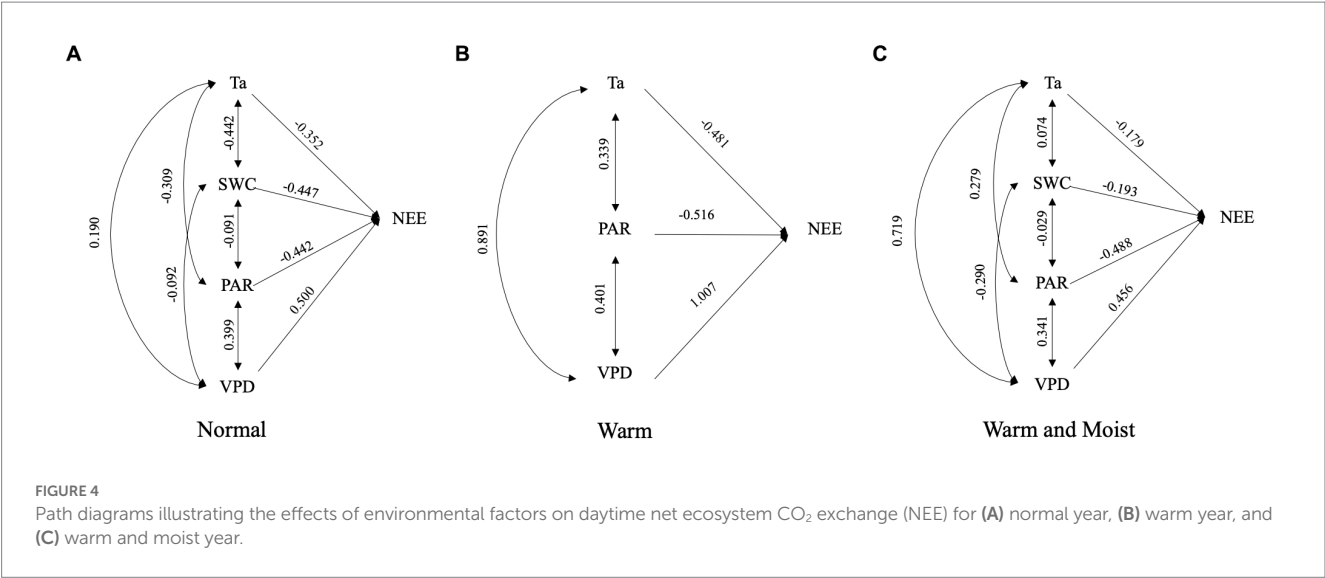 A
Ta
-0.442
-0.352
-0.309
SWC
-0.447
0.190
-0.091
NEE
-0.092
-0.442
PAR
0.399
0.500
VPD
Normal
B
Ta
0.339
-0.481
0.891
PAR
-0.516
NEE
0.401
1.007
VPD
Warm
C
Ta
0.074
-0.179
0.279
SWC
-0.193
0.719
-0.029
NEE
-0.290
-0.488
PAR
0.341
0.456
VPD
Warm and Moist
FIGURE 4
Path diagrams illustrating the effects of environmental factors on daytime net ecosystem CO₂ exchange (NEE) for (A) normal year, (B) warm year, and
(C) warm and moist year.